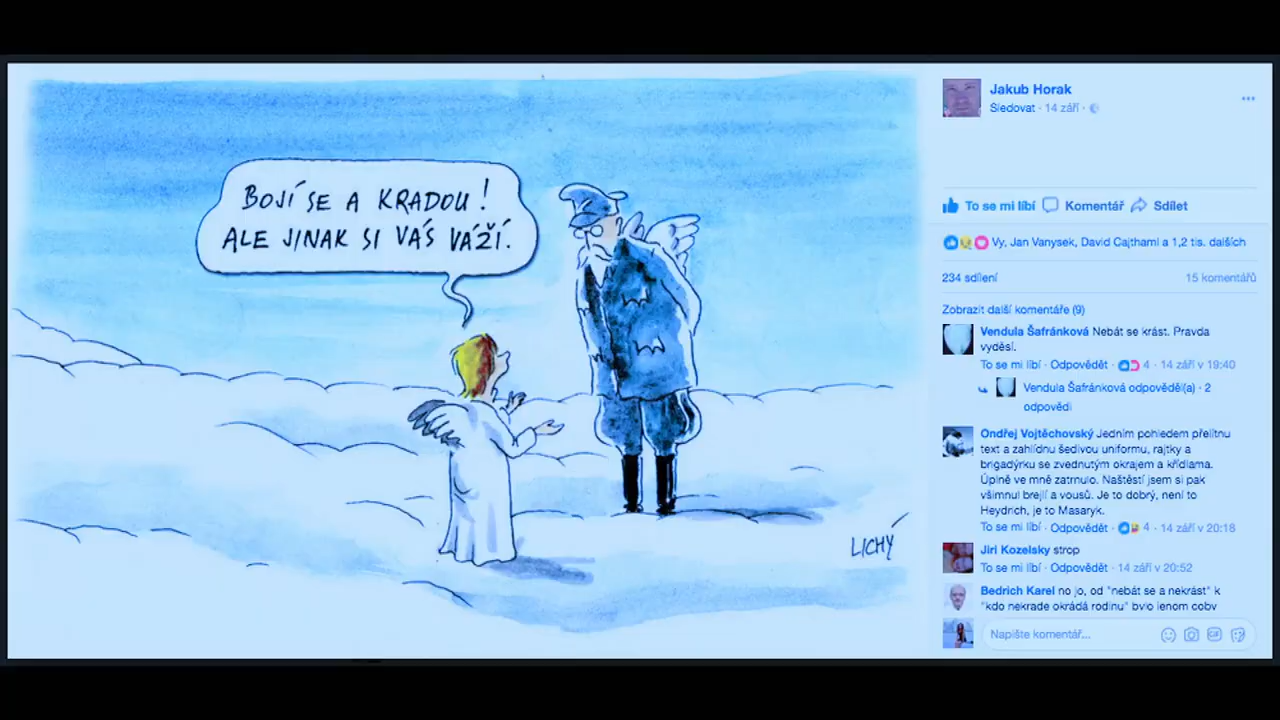 BOJÍ SE A KRADOU!
ALE JINAK SI VÁS VÁŽÍ.
LICHÝ
Jakub Horak
Sledovat · 14 září ·
To se mi líbí Komentář Sdílet
Vy, Jan Vanysek, David Cajthaml a 1,2 tis. dalších
234 sdílení
15 komentářů
Zobrazit další komentáře (9)
Vendula Šafránková Nebát se krást. Pravda
vyděsí.
To se mi líbí · Odpovědět · 4 · 14 září v 19:40
Vendula Šafránková odpověděl(a) · 2
odpovědi
Ondřej Vojtěchovský Jedním pohledem přelítnu
text a zahlídnu šedivou uniformu, rajtky a
brigadýrku se zvednutým okrajem a křídlama.
Úplně ve mně zatrnulo. Naštěstí jsem si pak
všimnul brejlí a vousů. Je to dobrý, není to
Heydrich, je to Masaryk.
To se mi líbí · Odpovědět · 4 · 14 září v 20:18
Jiri Kozelsky strop
To se mi líbí · Odpovědět · 14 září v 20:52
Bedrich Karel no jo, od "nebát se a nekrást" k
"kdo nekrade okrádá rodinu" bylo jenom coby
Napište komentář...
GIF